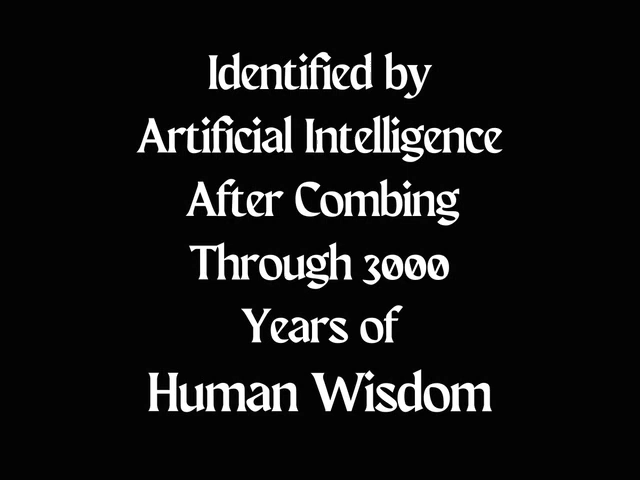 Identified by
Artificial Intelligence
After Combing
Through 3000
Years of
Human Wisdom